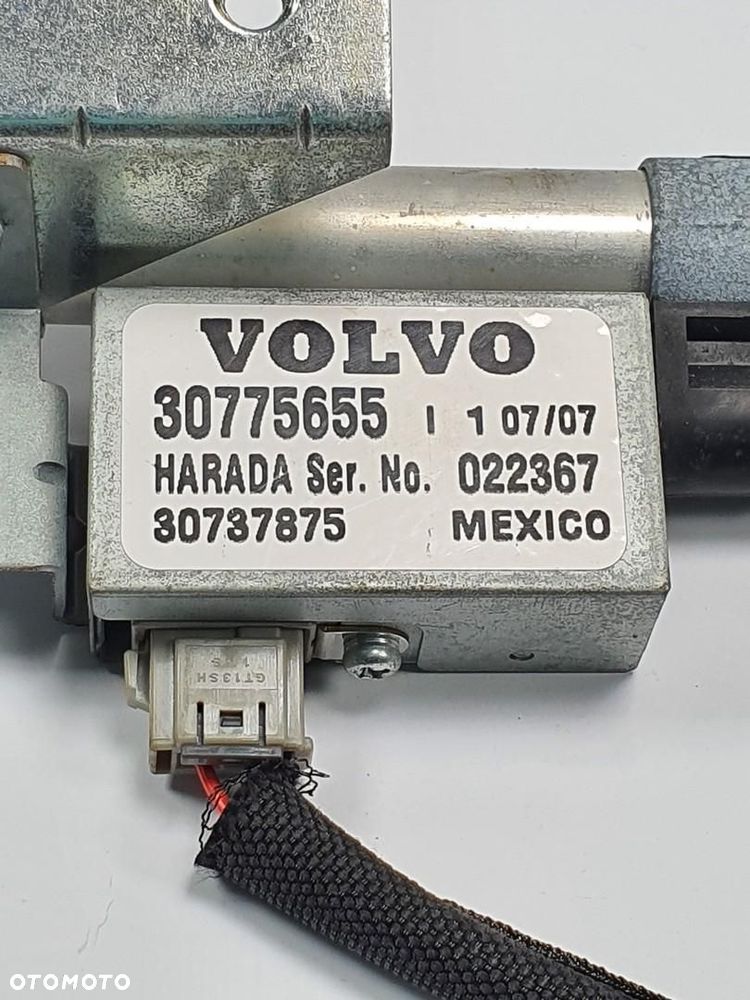 VOLVO
30775655 I 1 07/07
HARADA Ser. No. 022367
30737875 MEXICO
GT13SH
OTOMOTO